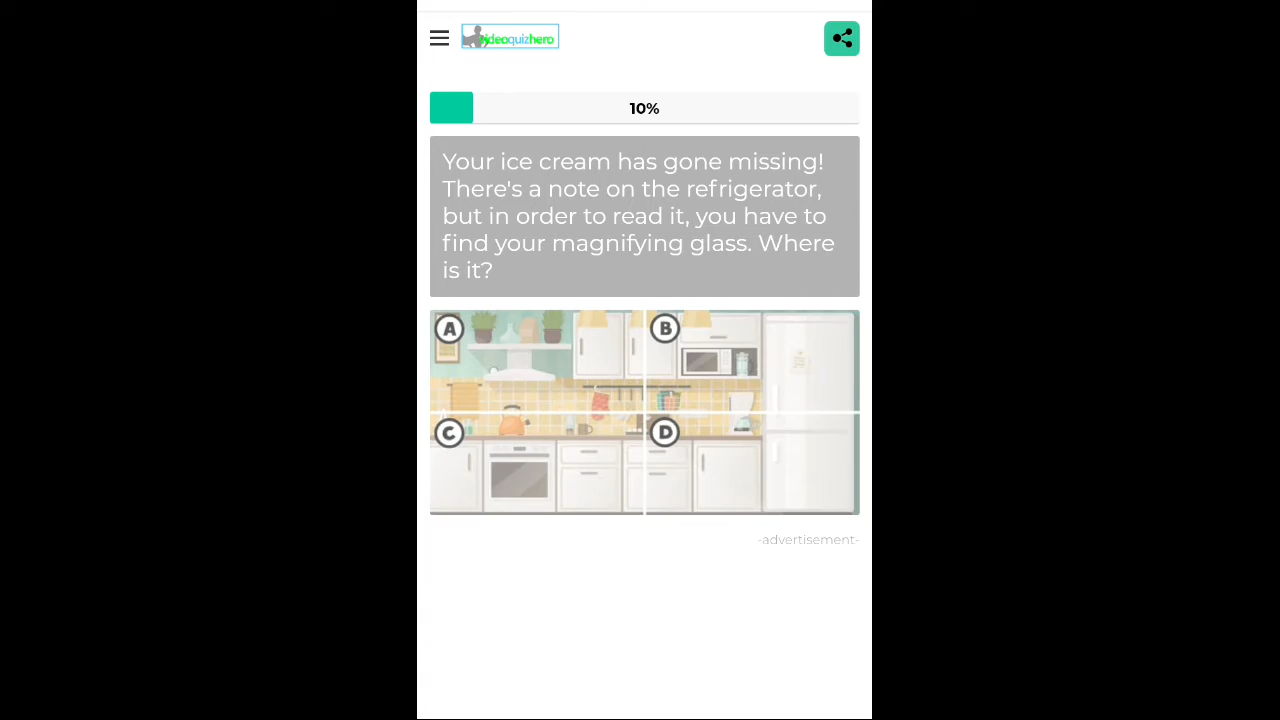 videoquizhero
10%
Your ice cream has gone missing!
There's a note on the refrigerator,
but in order to read it, you have to
find your magnifying glass. Where
is it?
A
B
C
D
-advertisement-